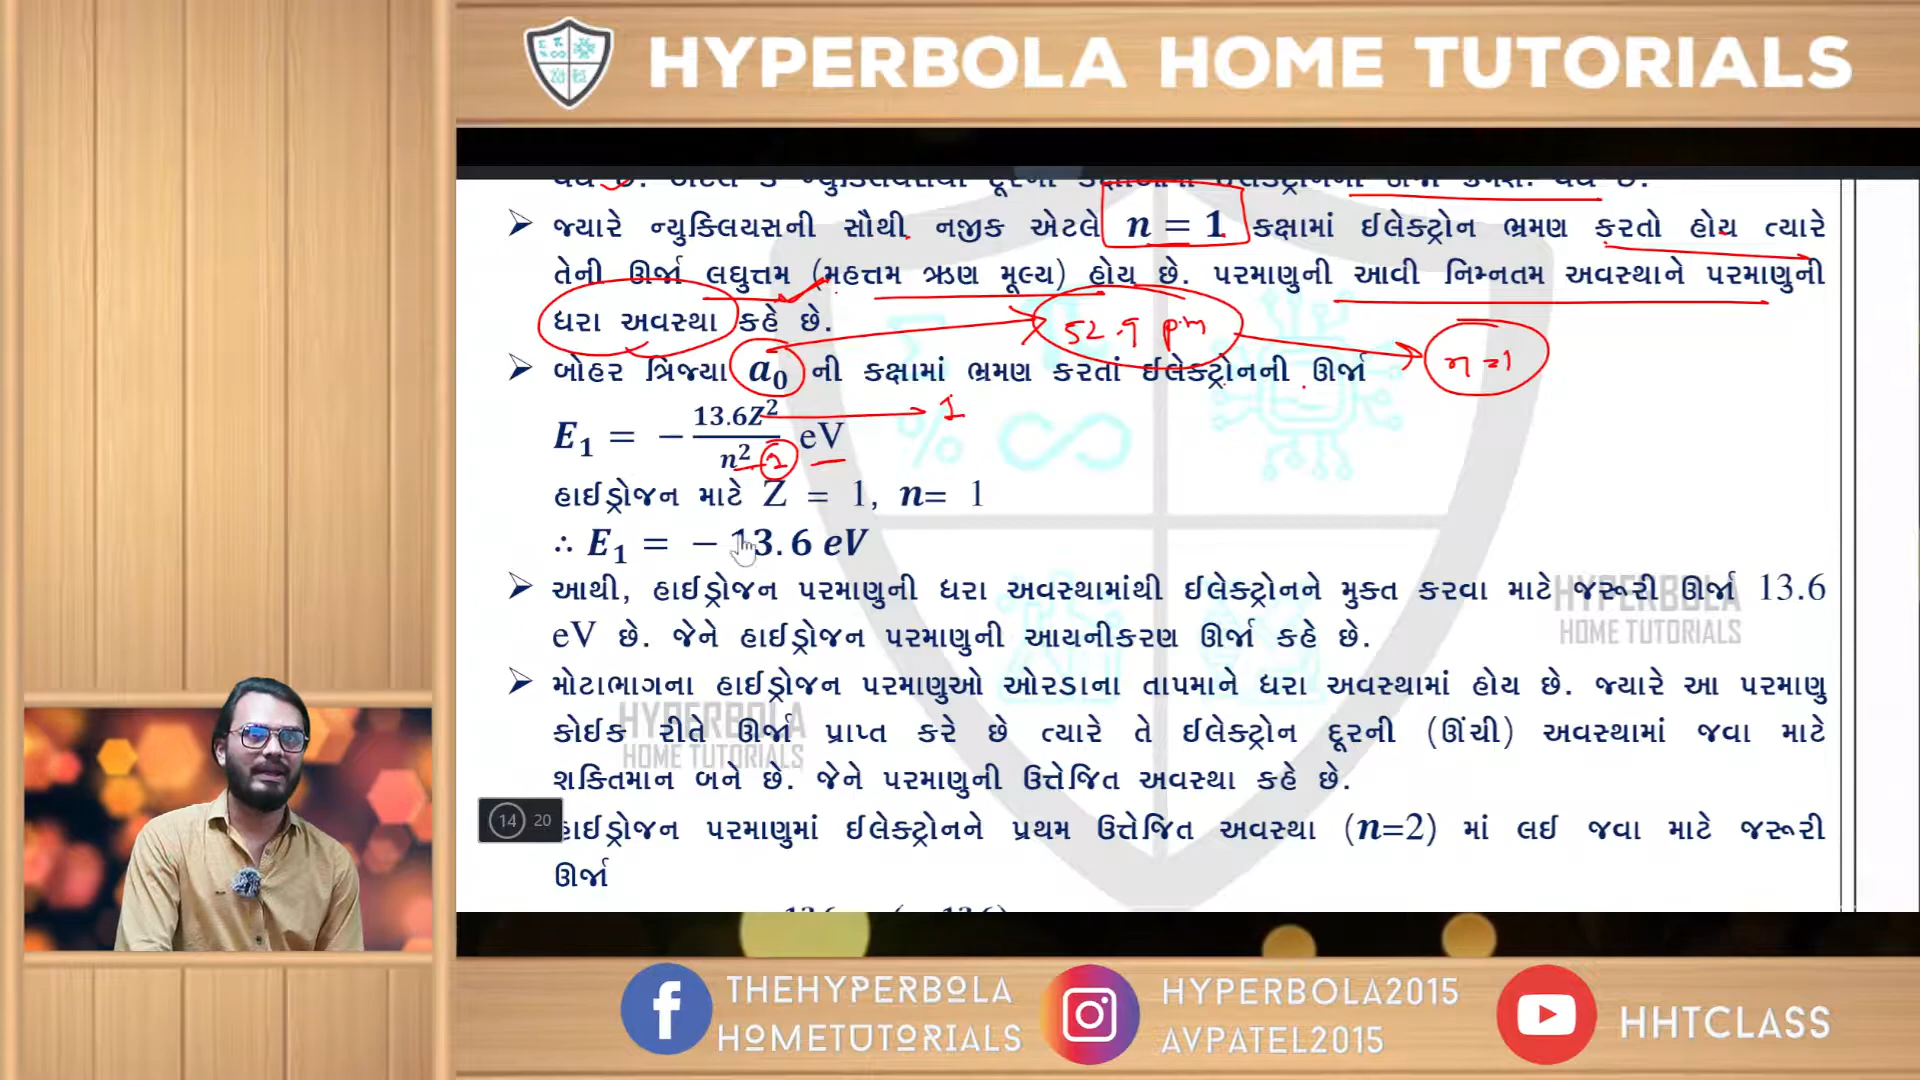 HYPERBOLA HOME TUTORIALS
જ્યારે ન્યુક્લિયસની સૌથી નજીક એટલે n = 1 કક્ષામાં ઈલેક્ટ્રોન ભ્રમણ કરતો હોય ત્યારે
તેની ઊર્જા લઘુત્તમ (મહત્તમ ઋણ મૂલ્ય) હોય છે. પરમાણુની આવી નિમ્નતમ અવસ્થાને પરમાણુની
ધરા અવસ્થા કહે છે.
52.9 pm
n=1
બોહર ત્રિજ્યા a₀ ની કક્ષામાં ભ્રમણ કરતાં ઈલેક્ટ્રોનની ઊર્જા
E₁ = − 13.6Z²/n² eV
1
હાઈડ્રોજન માટે Z = 1, n= 1
∴ E₁ = − 13.6 eV
આથી, હાઈડ્રોજન પરમાણુની ધરા અવસ્થામાંથી ઈલેક્ટ્રોનને મુક્ત કરવા માટે જરૂરી ઊર્જા 13.6
eV છે. જેને હાઈડ્રોજન પરમાણુની આયનીકરણ ઊર્જા કહે છે.
HYPERBOLA
HOME TUTORIALS
મોટાભાગના હાઈડ્રોજન પરમાણુઓ ઓરડાના તાપમાને ધરા અવસ્થામાં હોય છે. જ્યારે આ પરમાણુ
કોઈક રીતે ઊર્જા પ્રાપ્ત કરે છે ત્યારે તે ઈલેક્ટ્રોન દૂરની (ઊંચી) અવસ્થામાં જવા માટે
શક્તિમાન બને છે. જેને પરમાણુની ઉત્તેજિત અવસ્થા કહે છે.
HYPERBOLA
HOME TUTORIALS
14 20
હાઈડ્રોજન પરમાણુમાં ઈલેક્ટ્રોનને પ્રથમ ઉત્તેજિત અવસ્થા (n=2) માં લઈ જવા માટે જરૂરી
ઊર્જા
THEHYPERBOLA
HOMETUTORIALS
HYPERBOLA2015
AVPATEL2015
HHTCLASS